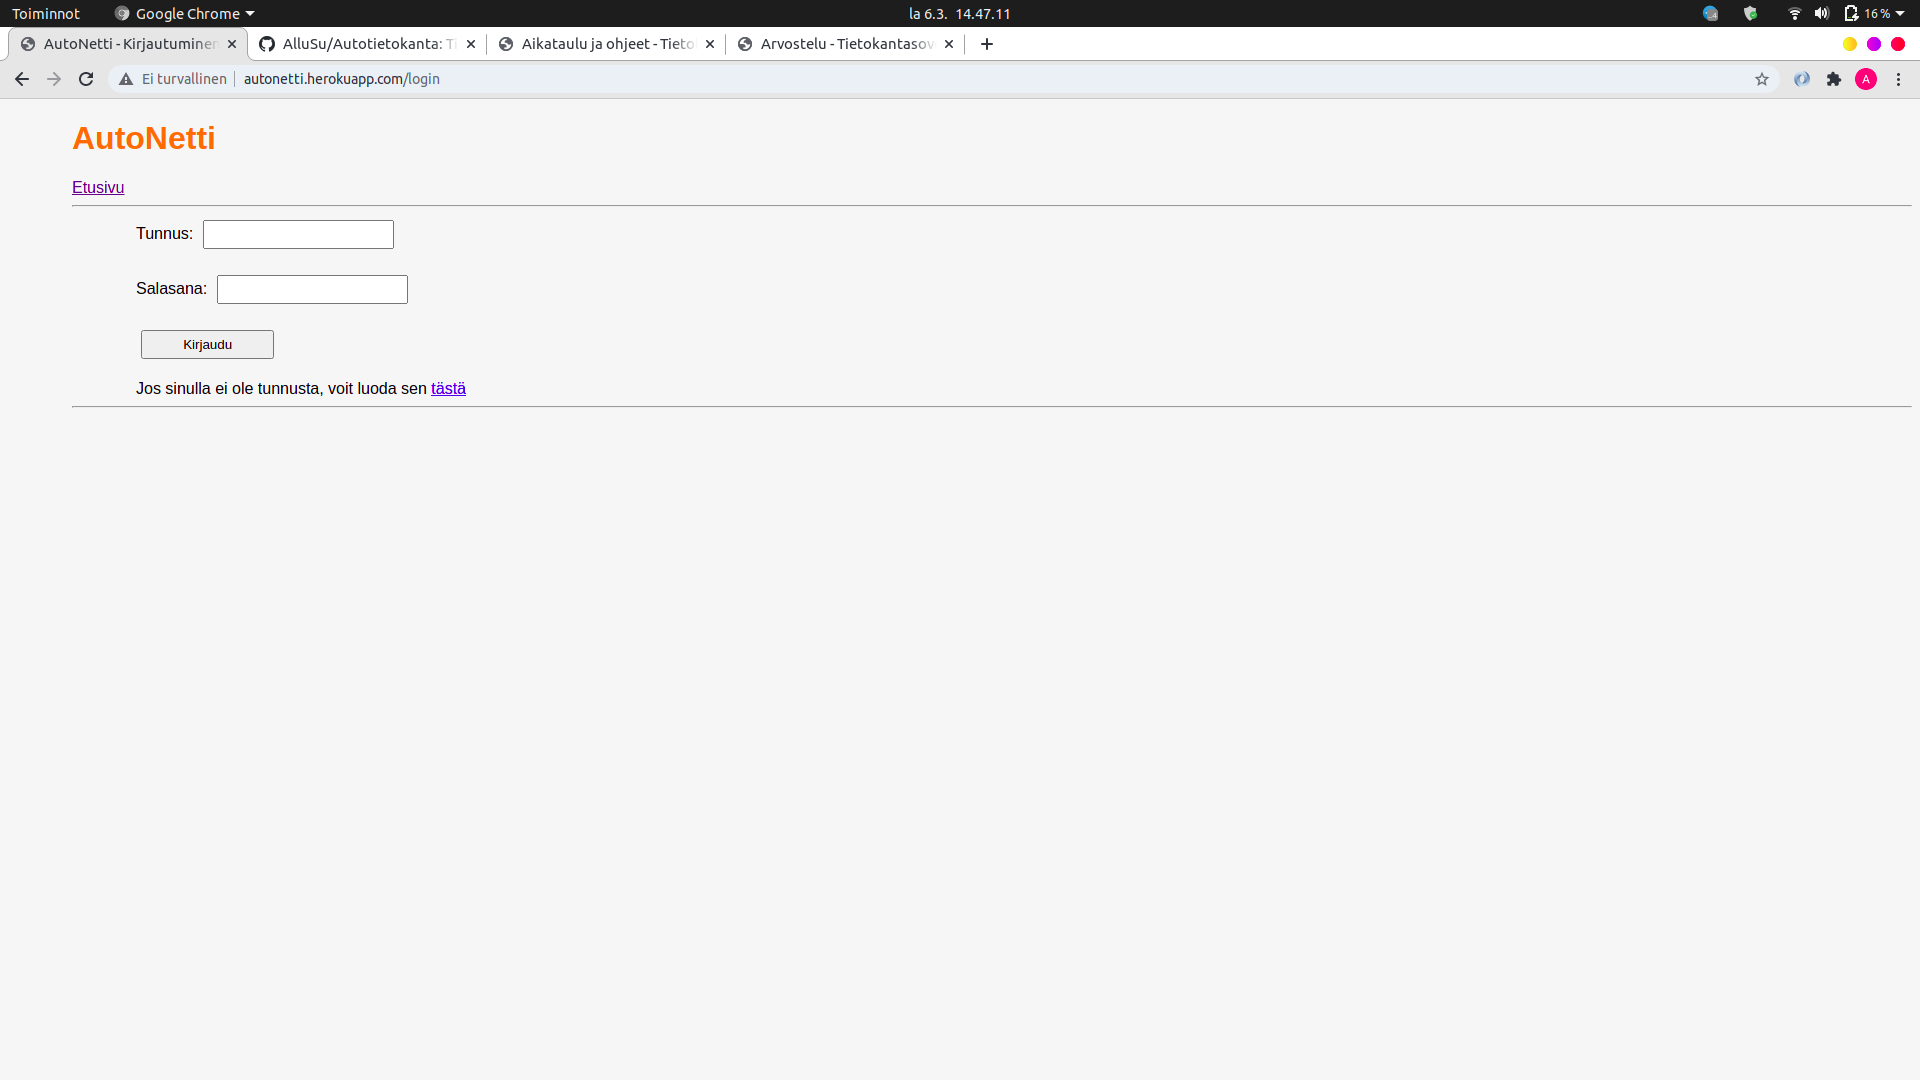 Toiminnot Google Chrome la 6.3. 14.47.11 16 %
AutoNetti - Kirjautuminen AlluSu/Autotietokanta: Ti Aikataulu ja ohjeet - Tieto Arvostelu - Tietokantasov
Ei turvallinen autonetti.herokuapp.com/login A
AutoNetti
Etusivu
Tunnus:
Salasana:
Kirjaudu
Jos sinulla ei ole tunnusta, voit luoda sen tästä